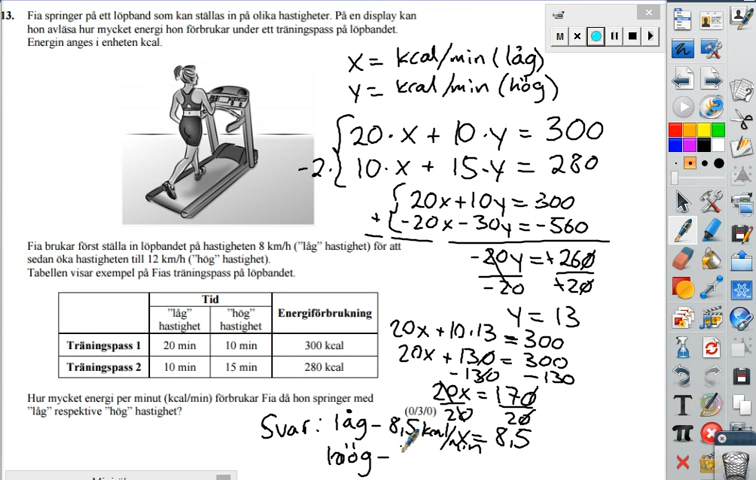 13. Fia springer på ett löpband som kan ställas in på olika hastigheter. På en display kan
hon avläsa hur mycket energi hon förbrukar under ett träningspass på löpbandet.
Energin anges i enheten kcal.
x = kcal/min (låg)
y = kcal/min (hög)
20·x + 10·y = 300
-2· 10·x + 15·y = 280
20x + 10y = 300
+ -20x - 30y = -560
-20y = +260
-20 +20
y = 13
20x + 10·13 = 300
20x + 130 = 300
-130 -130
20x = 170
20 20
x = 8,5
Fia brukar först ställa in löpbandet på hastigheten 8 km/h ("låg" hastighet) för att
sedan öka hastigheten till 12 km/h ("hög" hastighet).
Tabellen visar exempel på Fias träningspass på löpbandet.
Tid
"låg" hastighet "hög" hastighet Energiförbrukning
Träningspass 1 20 min 10 min 300 kcal
Träningspass 2 10 min 15 min 280 kcal
Hur mycket energi per minut (kcal/min) förbrukar Fia då hon springer med
"låg" respektive "hög" hastighet? (0/3/0)
Svar: låg - 8,5 kcal/min
höög -
M
T
π